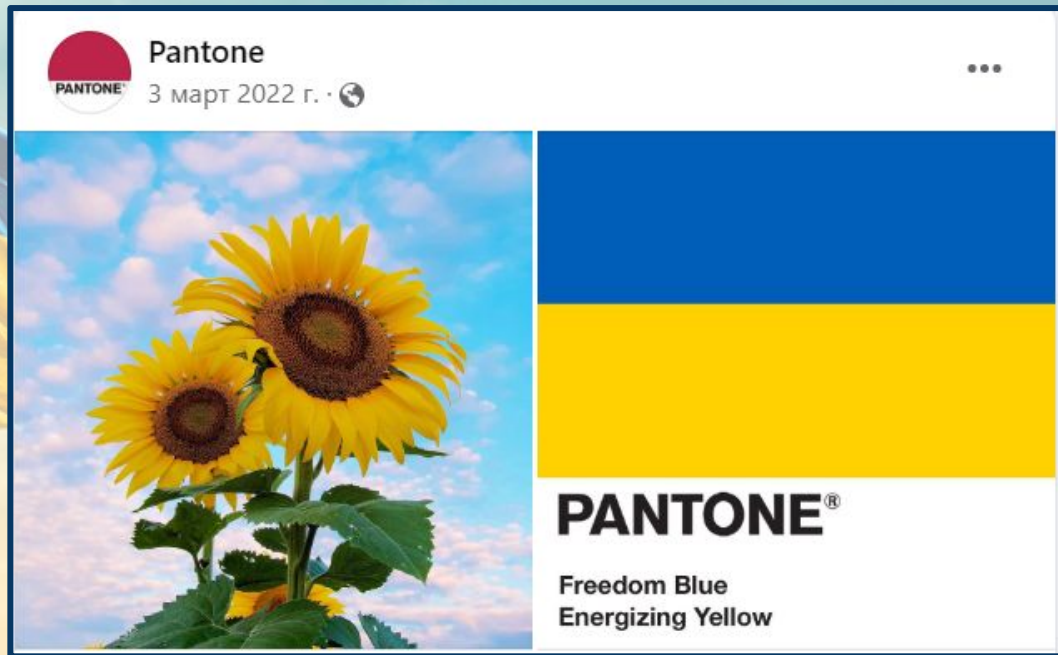 Pantone
3 март 2022 г. ·
PANTONE®
PANTONE®
Freedom Blue
Energizing Yellow